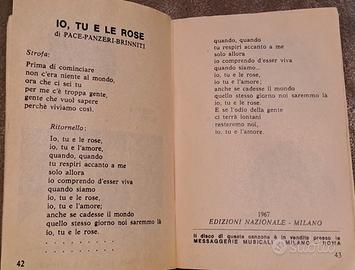 IO, TU E LE ROSE
di PACE-PANZERI-BRINNITI
Strofa:
Prima di cominciare
non c'era niente al mondo,
ora che ci sei tu
per me c'è troppa gente,
gente che vuol sapere
perché viviamo così.
Ritornello:
Io, tu e le rose,
io, tu e l'amore,
quando, quando
tu respiri accanto a me
solo allora
io comprendo d'esser viva
quando siamo
io, tu e le rose,
io, tu e l'amore;
anche se cadesse il mondo
quello stesso giorno noi saremo là
io, tu e le rose,
io, tu e l'amore,
. . . . . . . . . .
. . . . . . . . . .
42
quando, quando
tu respiri accanto a me
solo allora
io comprendo d'esser viva
quando siamo...
io, tu e le rose,
io, tu e l'amore;
anche se cadesse il mondo
quello stesso giorno noi saremmo là
io, tu e le rose.
E se l'odio della gente
ci terrà lontani
resteremo noi,
io, tu e l'amore.
1967
EDIZIONI NAZIONALE - MILANO
Il disco di questa canzone è in vendita presso le
MESSAGGERIE MUSICALI - MILANO - ROMA
43
subito